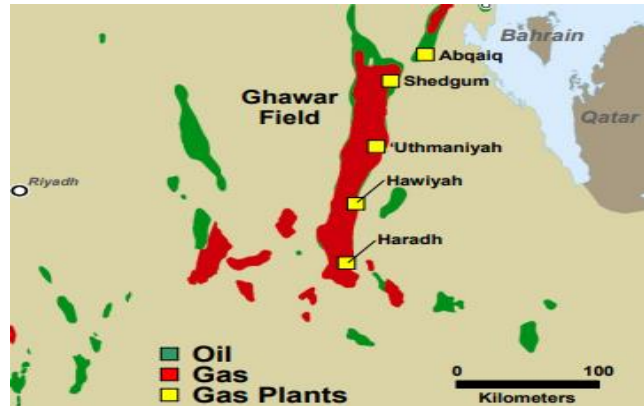 Bahrain
Abqaiq
Shedgum
Ghawar
Field
Qatar
'Uthmaniyah
Riyadh
Hawiyah
Haradh
Oil
Gas
Gas Plants
0 100
Kilometers